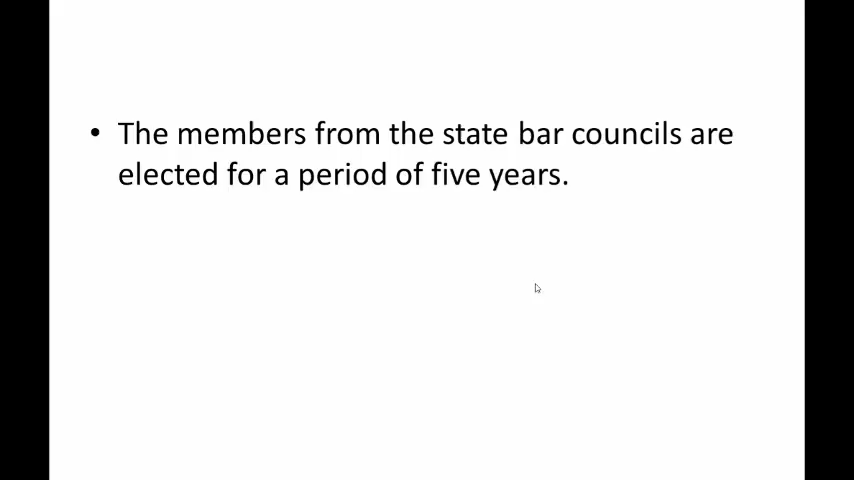 • The members from the state bar councils are
elected for a period of five years.